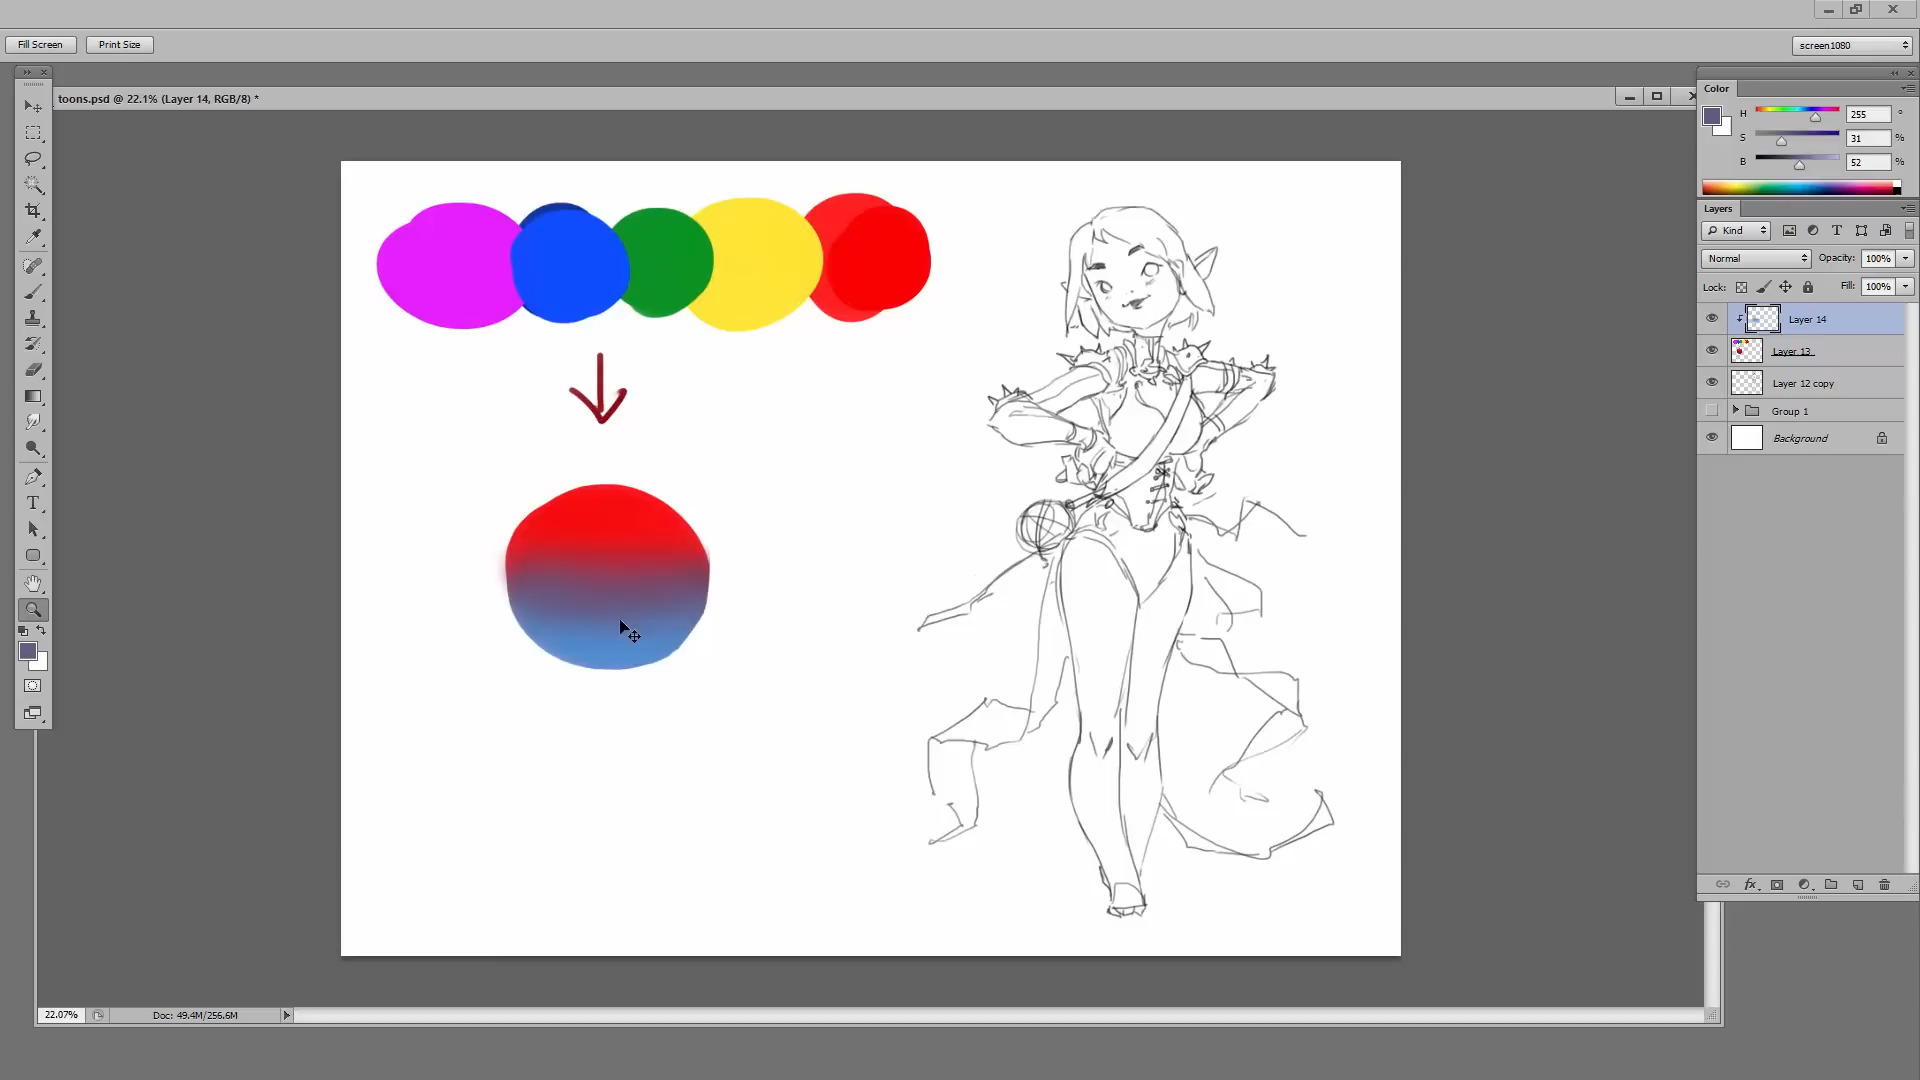 Fill Screen
Print Size
screen1080
toons.psd @ 22.1% (Layer 14, RGB/8) *
Color
H 255 °
S 31 %
B 52 %
Layers
Kind
Normal Opacity: 100%
Lock: Fill: 100%
Layer 14
Layer 13
Layer 12 copy
Group 1
Background
T
22.07% Doc: 49.4M/256.6M
fx